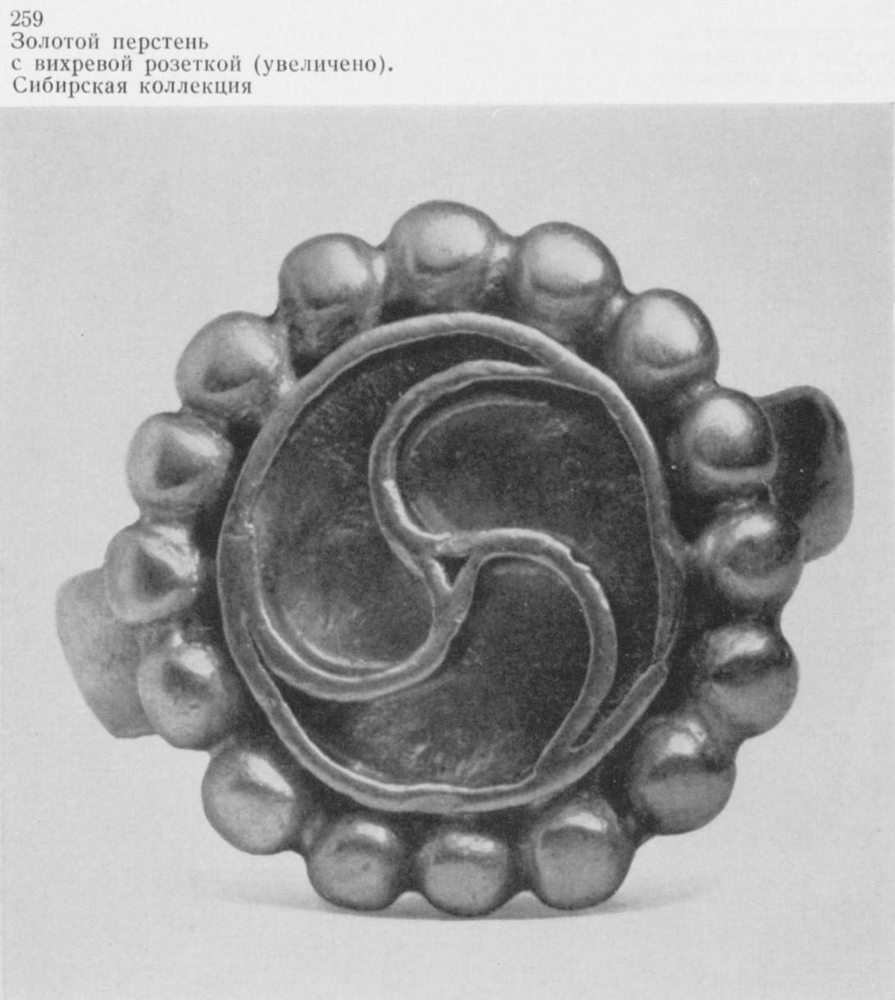 259
Золотой перстень
с вихревой розеткой (увеличено).
Сибирская коллекция